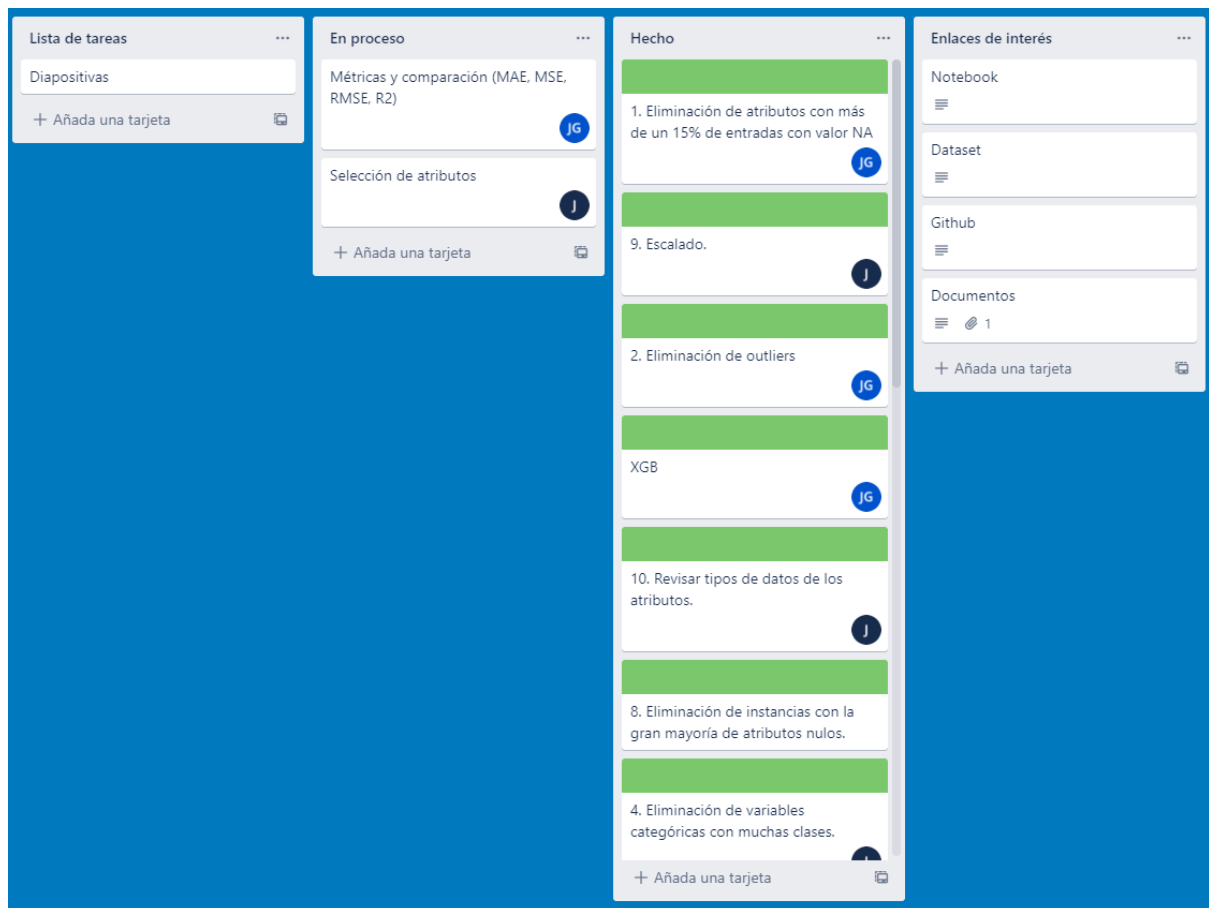 Lista de tareas
Diapositivas
Añada una tarjeta
En proceso
Métricas y comparación (MAE, MSE,
RMSE, R2)
JG
Selección de atributos
J
Añada una tarjeta
Hecho
1. Eliminación de atributos con más
de un 15% de entradas con valor NA
JG
9. Escalado.
J
2. Eliminación de outliers
JG
XGB
JG
10. Revisar tipos de datos de los
atributos.
J
8. Eliminación de instancias con la
gran mayoría de atributos nulos.
4. Eliminación de variables
categóricas con muchas clases.
Añada una tarjeta
Enlaces de interés
Notebook
Dataset
Github
Documentos
1
Añada una tarjeta